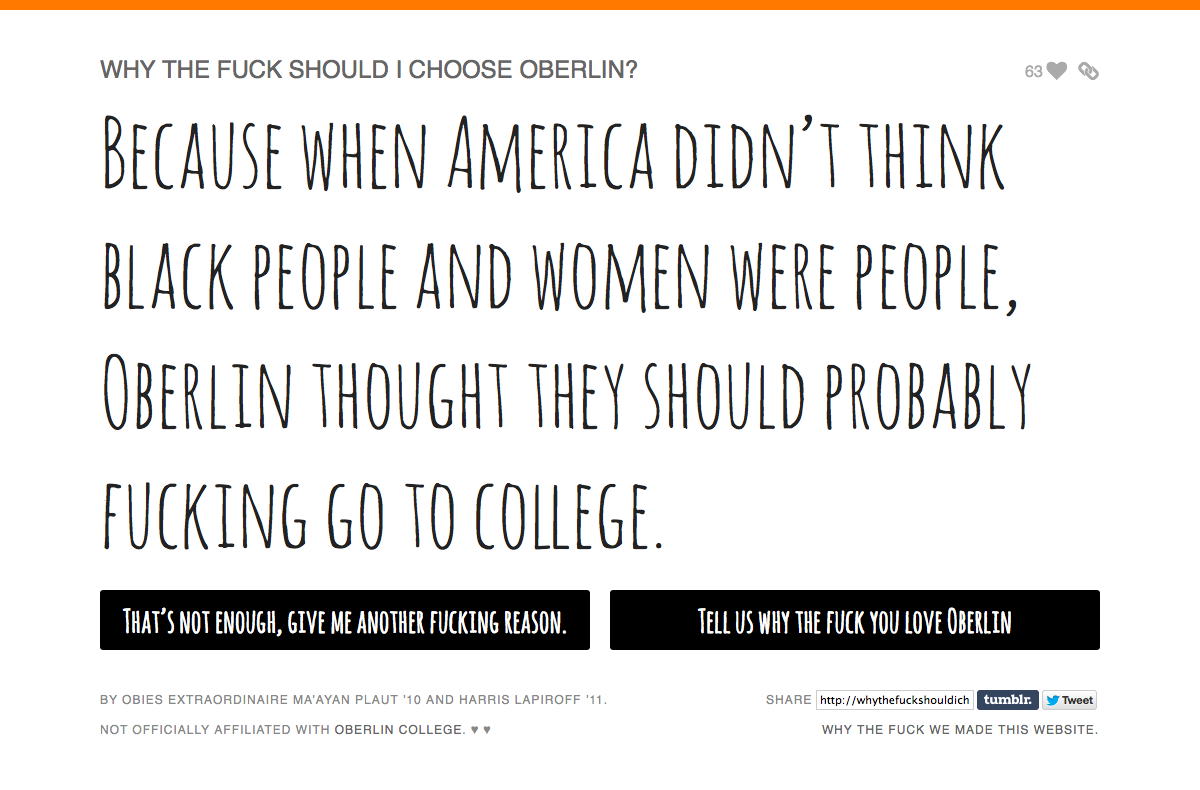 WHY THE FUCK SHOULD I CHOOSE OBERLIN?
63
BECAUSE WHEN AMERICA DIDN'T THINK
BLACK PEOPLE AND WOMEN WERE PEOPLE,
OBERLIN THOUGHT THEY SHOULD PROBABLY
FUCKING GO TO COLLEGE.
THAT'S NOT ENOUGH, GIVE ME ANOTHER FUCKING REASON.
TELL US WHY THE FUCK YOU LOVE OBERLIN
BY OBIES EXTRAORDINAIRE MA'AYAN PLAUT '10 AND HARRIS LAPIROFF '11.
SHARE http://whythefuckshouldich tumblr. Tweet
NOT OFFICIALLY AFFILIATED WITH OBERLIN COLLEGE. ♥ ♥
WHY THE FUCK WE MADE THIS WEBSITE.